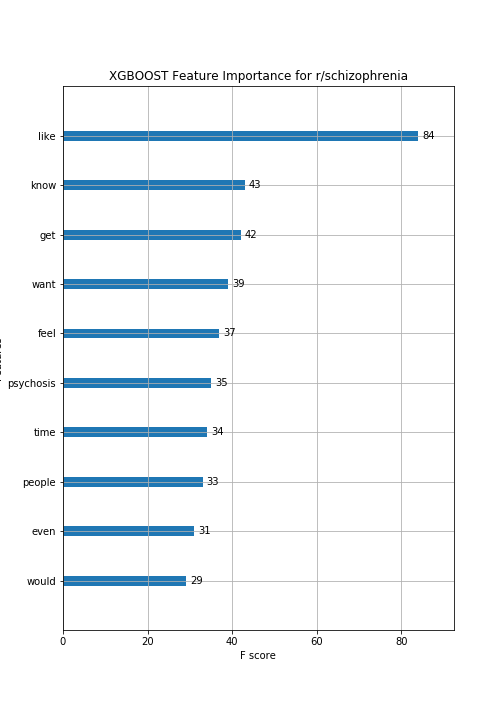 XGBOOST Feature Importance for r/schizophrenia
like 84
know 43
get 42
want 39
feel 37
psychosis 35
time 34
people 33
even 31
would 29
0 20 40 60 80
F score